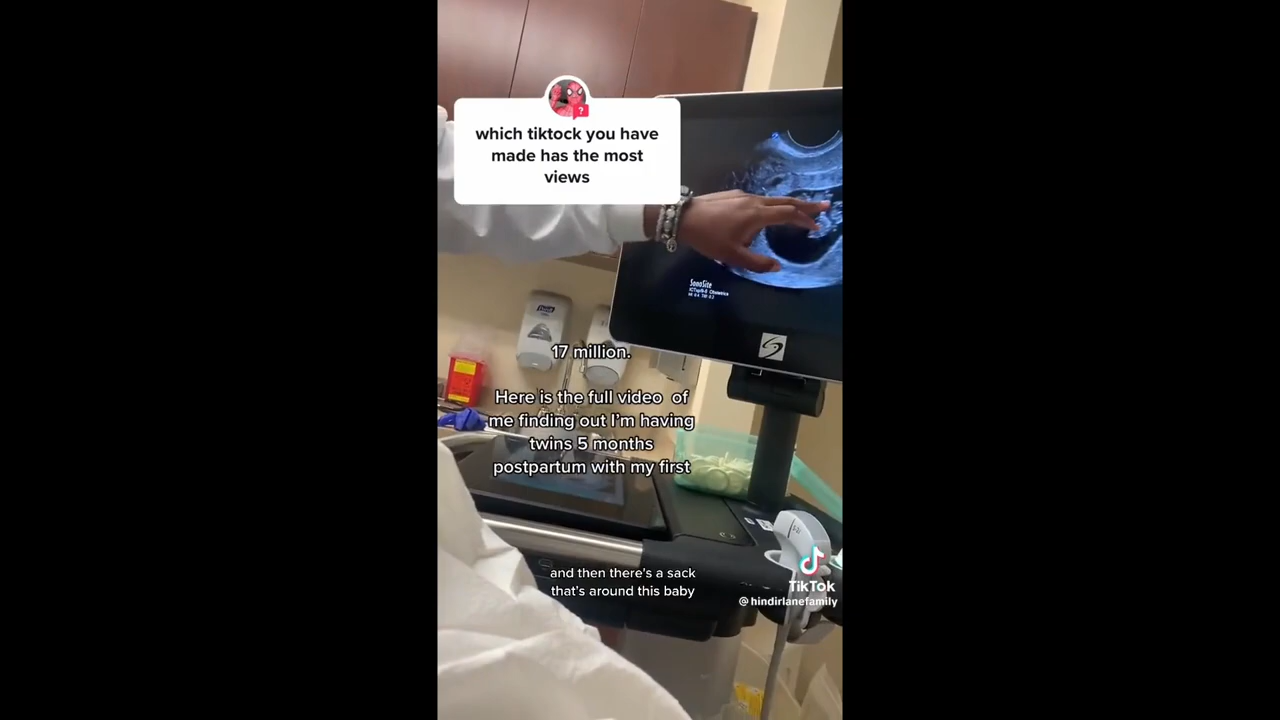 which tiktock you have
made has the most
views
SonoSite
17 million.
Here is the full video of
me finding out I'm having
twins 5 months
postpartum with my first
and then there's a sack
that's around this baby
TikTok
@hindirlanefamily